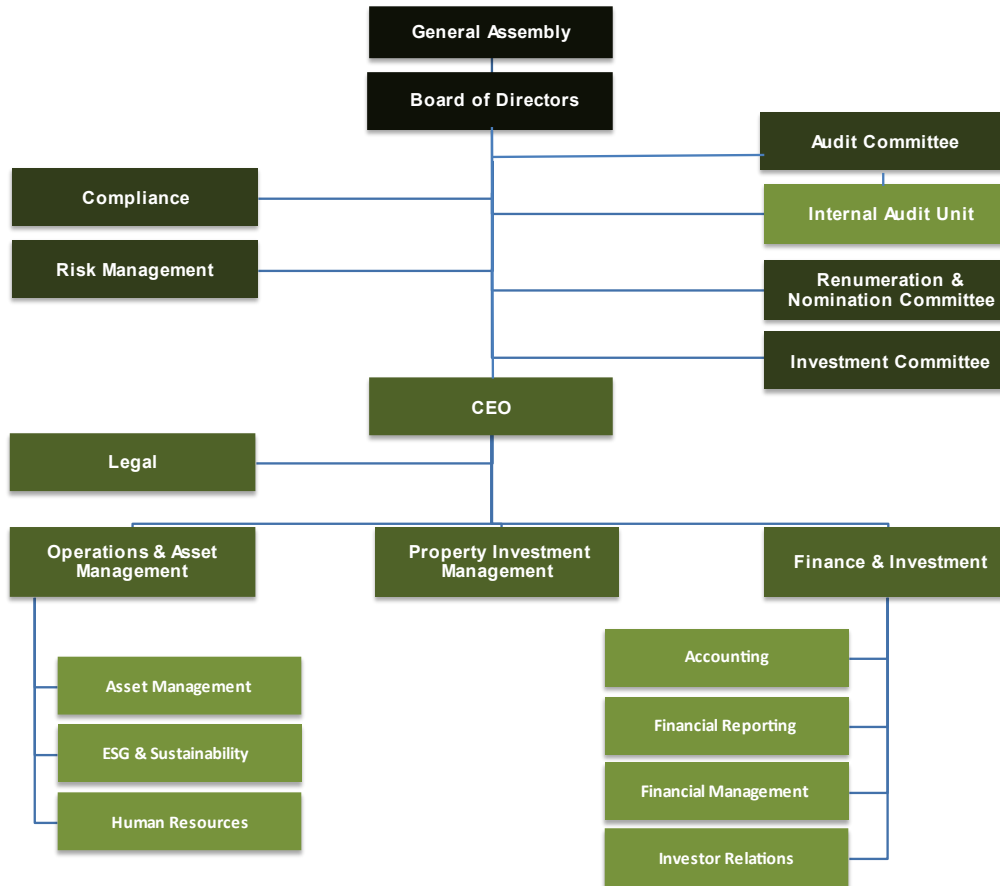 General Assembly
Board of Directors
Audit Committee
Compliance
Internal Audit Unit
Risk Management
Renumeration &
Nomination Committee
Investment Committee
CEO
Legal
Operations & Asset
Management
Property Investment
Management
Finance & Investment
Asset Management
ESG & Sustainability
Human Resources
Accounting
Financial Reporting
Financial Management
Investor Relations